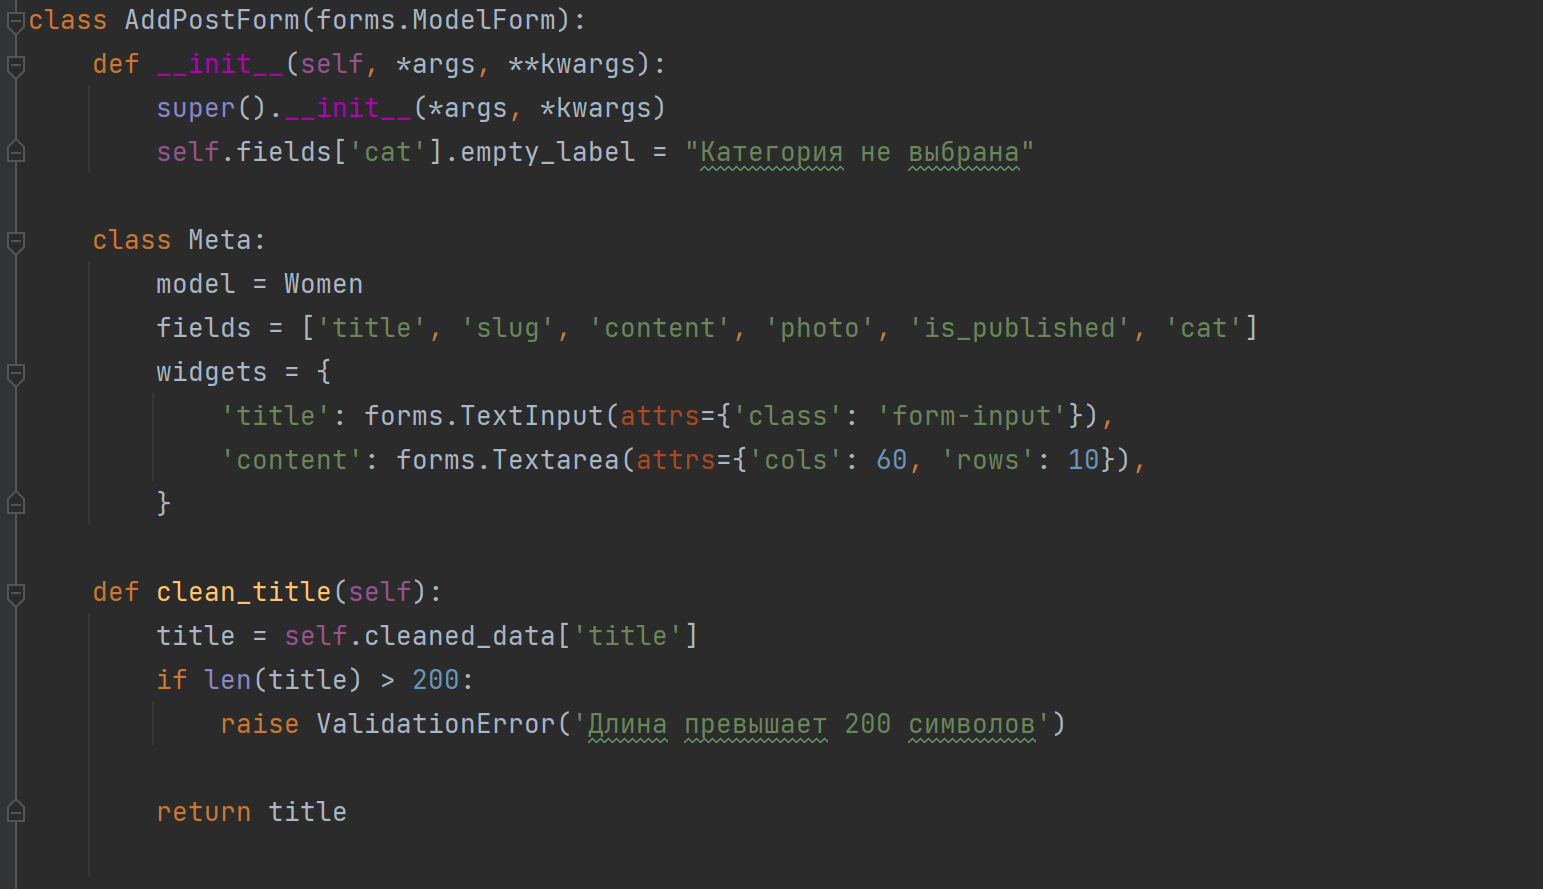 class AddPostForm(forms.ModelForm):
    def __init__(self, *args, **kwargs):
        super().__init__(*args, *kwargs)
        self.fields['cat'].empty_label = "Категория не выбрана"

    class Meta:
        model = Women
        fields = ['title', 'slug', 'content', 'photo', 'is_published', 'cat']
        widgets = {
            'title': forms.TextInput(attrs={'class': 'form-input'}),
            'content': forms.Textarea(attrs={'cols': 60, 'rows': 10}),
        }

    def clean_title(self):
        title = self.cleaned_data['title']
        if len(title) > 200:
            raise ValidationError('Длина превышает 200 символов')

        return title